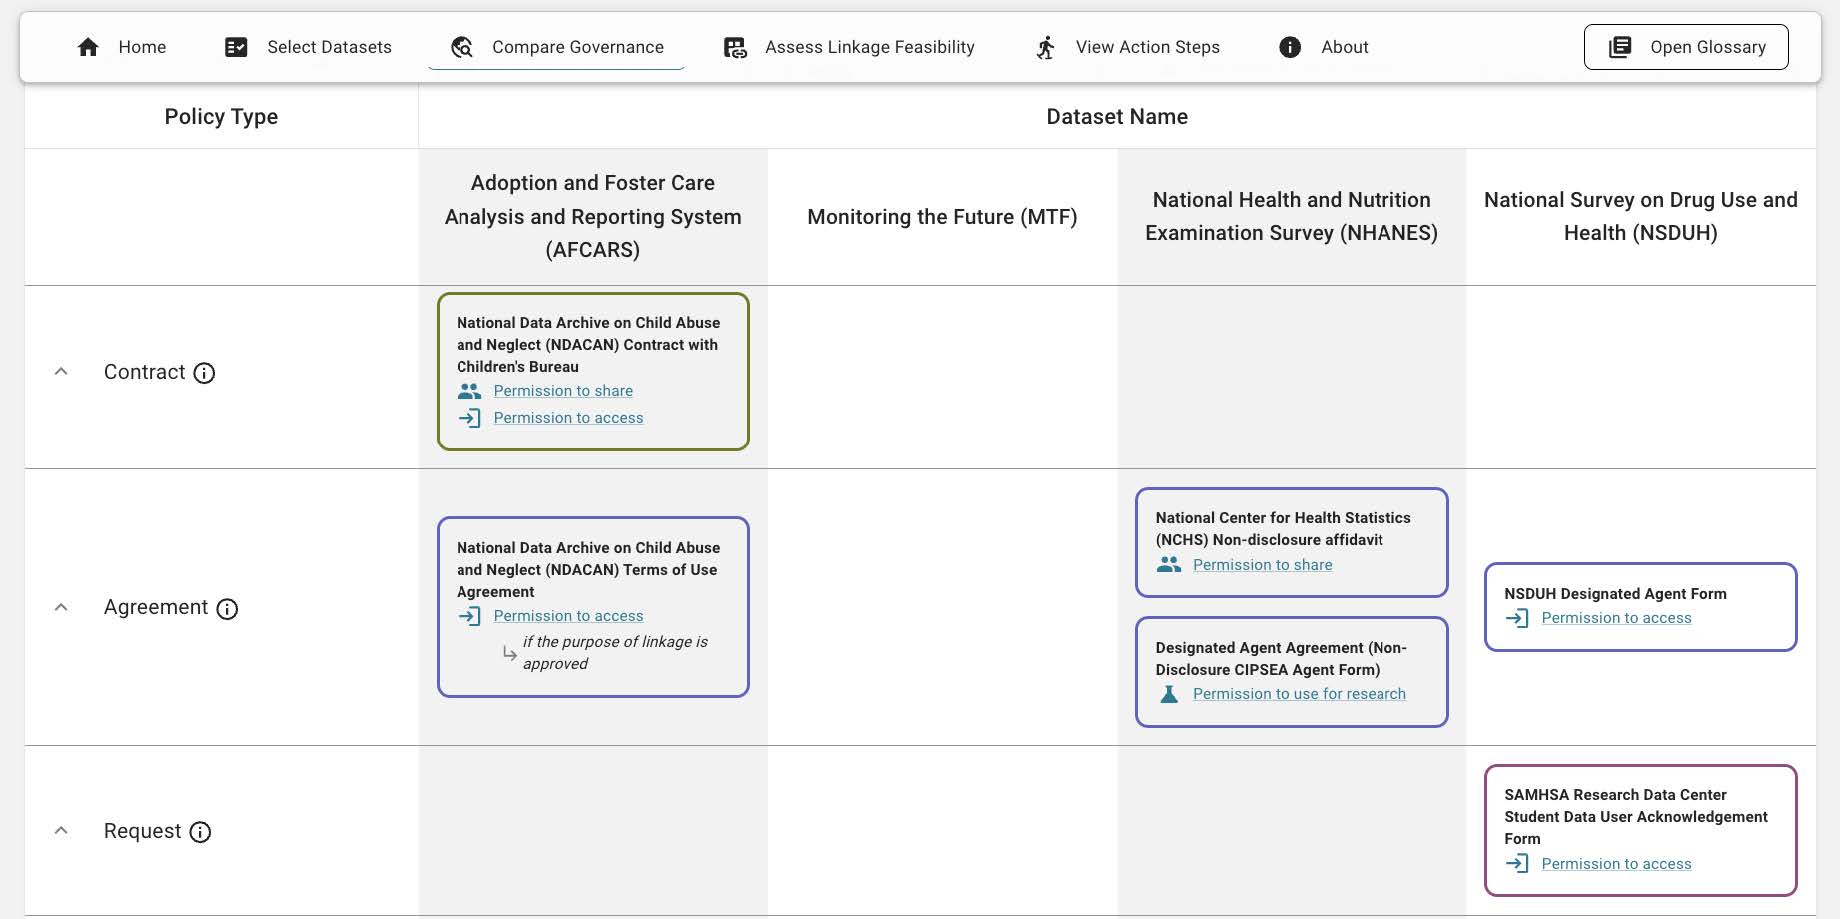 Home
Select Datasets
Compare Governance
Assess Linkage Feasibility
View Action Steps
About
Open Glossary
Policy Type
Dataset Name
Adoption and Foster Care
Analysis and Reporting System
(AFCARS)
Monitoring the Future (MTF)
National Health and Nutrition
Examination Survey (NHANES)
National Survey on Drug Use and
Health (NSDUH)
Contract
National Data Archive on Child Abuse
and Neglect (NDACAN) Contract with
Children's Bureau
Permission to share
Permission to access
Agreement
National Data Archive on Child Abuse
and Neglect (NDACAN) Terms of Use
Agreement
Permission to access
if the purpose of linkage is
approved
National Center for Health Statistics
(NCHS) Non-disclosure affidavit
Permission to share
Designated Agent Agreement (Non-
Disclosure CIPSEA Agent Form)
Permission to use for research
NSDUH Designated Agent Form
Permission to access
Request
SAMHSA Research Data Center
Student Data User Acknowledgement
Form
Permission to access